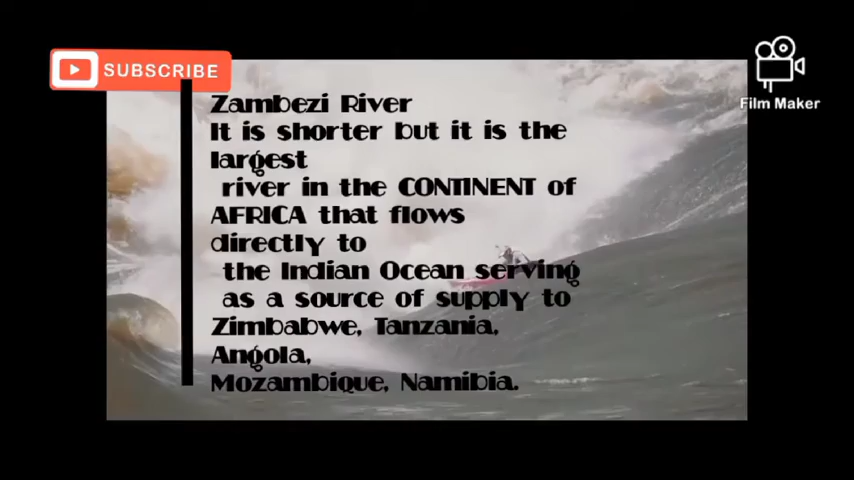 SUBSCRIBE
Film Maker
Zambezi River
It is shorter but it is the
largest
river in the CONTINENT of
AFRICA that flows
directly to
the Indian Ocean serving
as a source of supply to
Zimbabwe, Tanzania,
Angola,
Mozambique, Namibia.